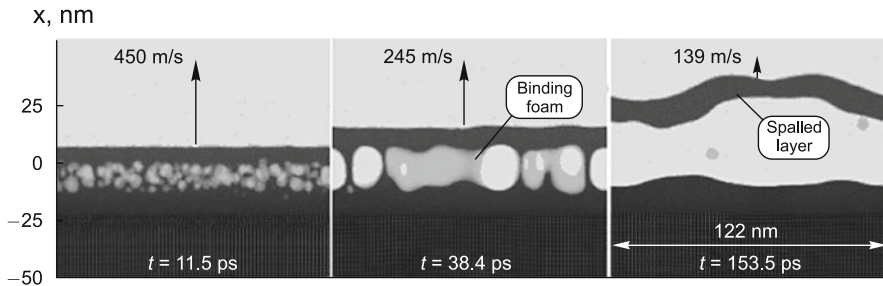 x, nm
450 m/s
245 m/s
139 m/s
Binding
foam
Spalled
layer
25
0
−25
−50
122 nm
t = 11.5 ps
t = 38.4 ps
t = 153.5 ps